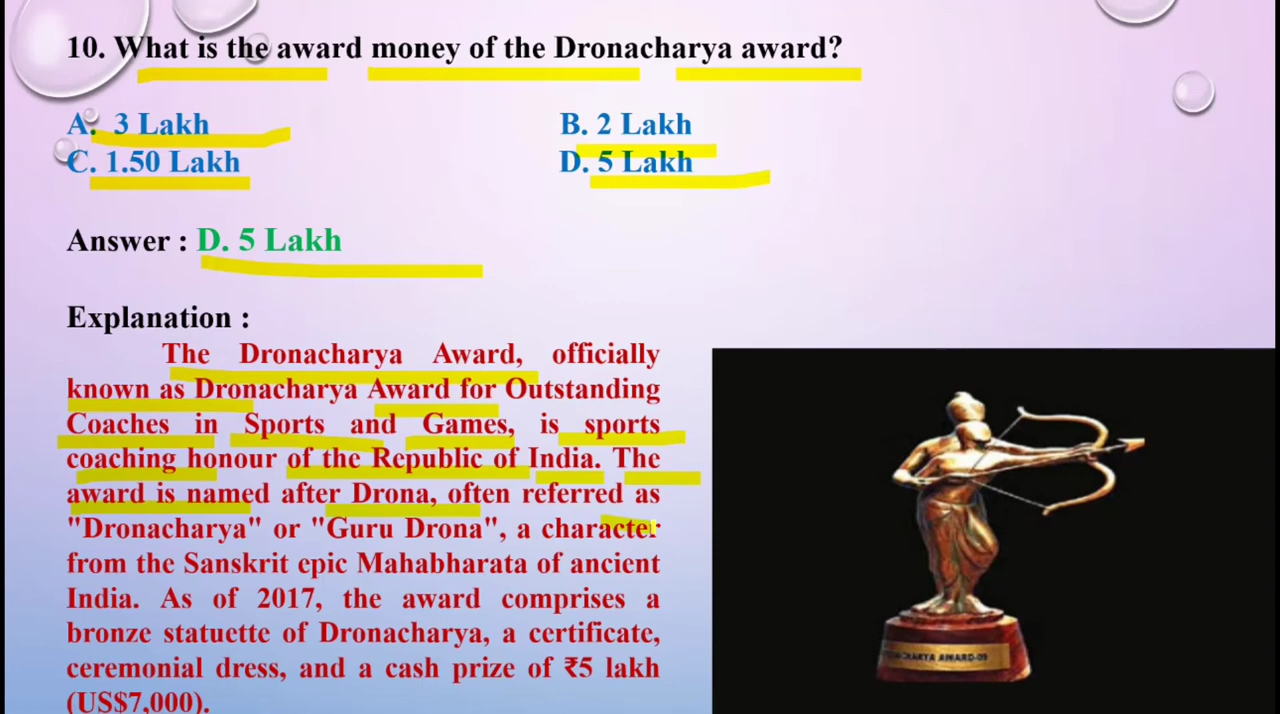 10. What is the award money of the Dronacharya award?
A. 3 Lakh B. 2 Lakh
C. 1.50 Lakh D. 5 Lakh
Answer : D. 5 Lakh
Explanation :
The Dronacharya Award, officially
known as Dronacharya Award for Outstanding
Coaches in Sports and Games, is sports
coaching honour of the Republic of India. The
award is named after Drona, often referred as
"Dronacharya" or "Guru Drona", a character
from the Sanskrit epic Mahabharata of ancient
India. As of 2017, the award comprises a
bronze statuette of Dronacharya, a certificate,
ceremonial dress, and a cash prize of ₹5 lakh
(US$7,000).
AWARD-09